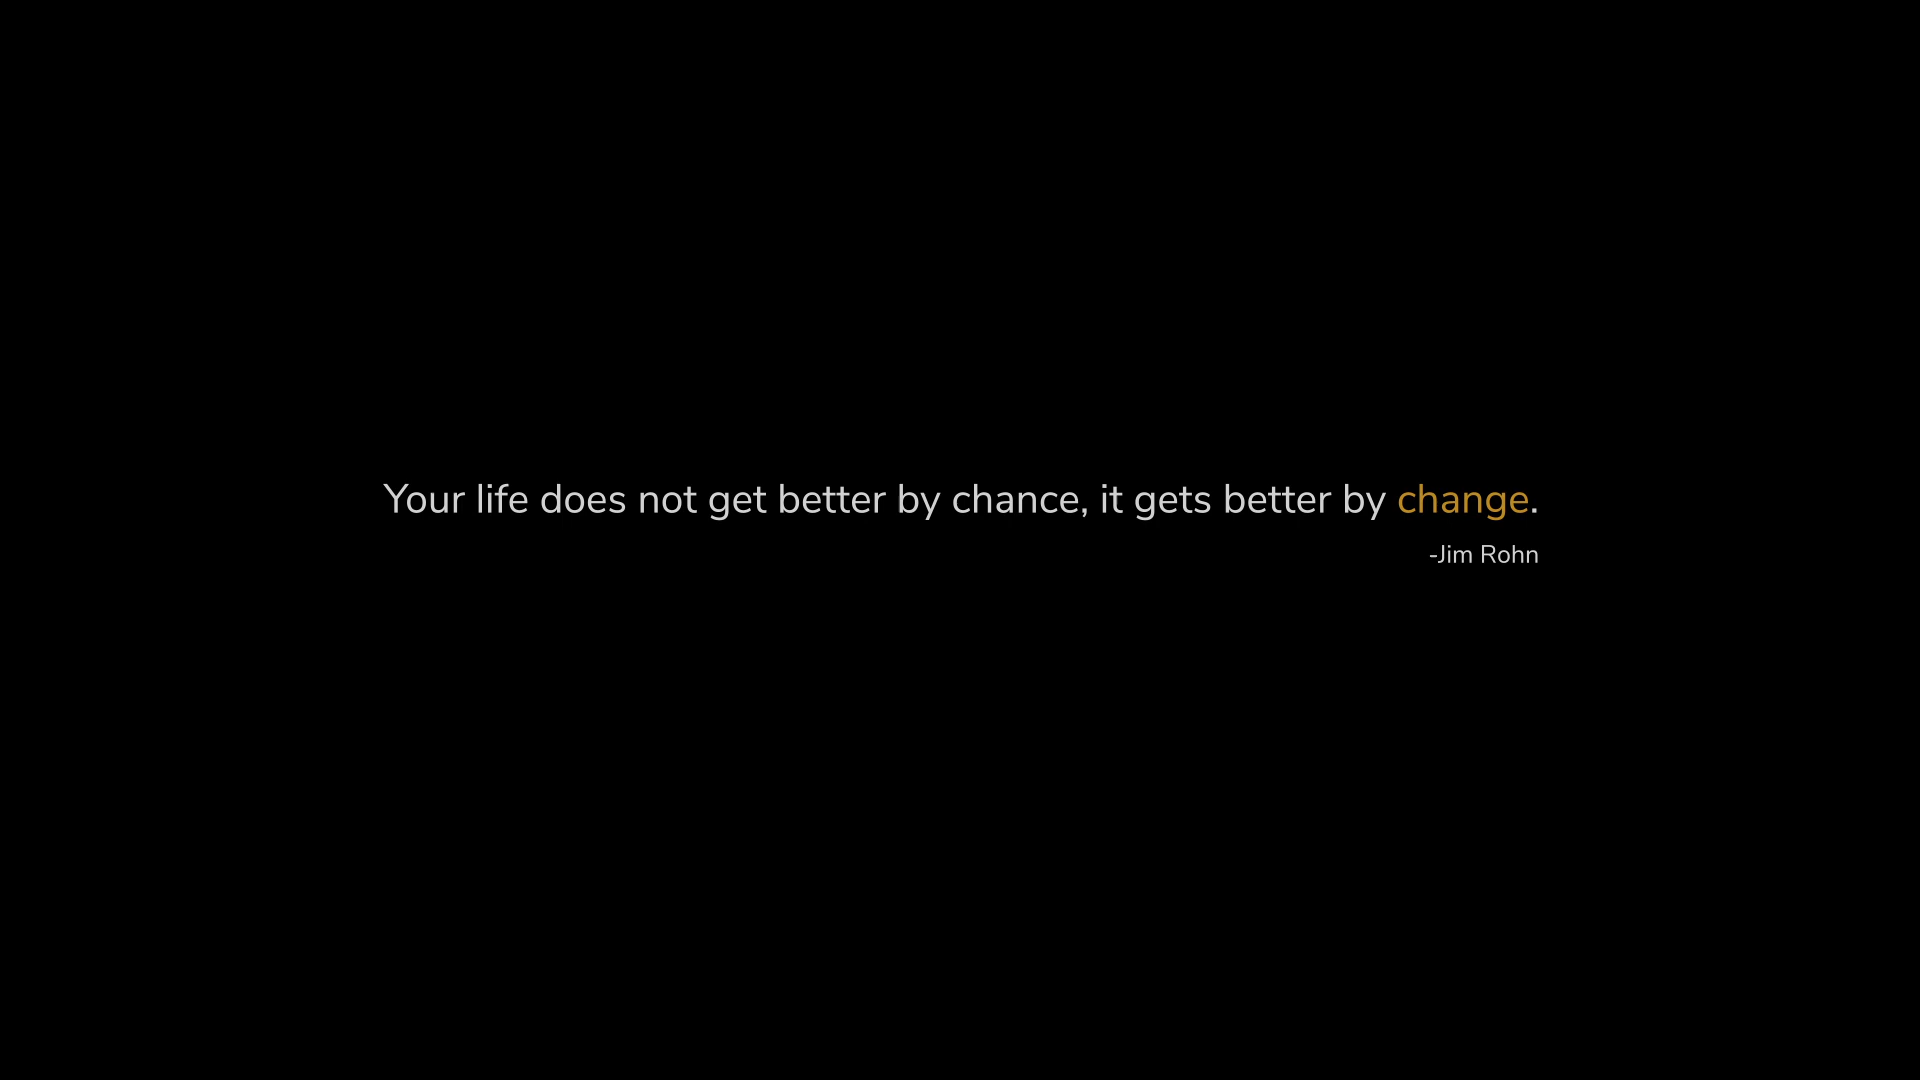 Your life does not get better by chance, it gets better by change.
-Jim Rohn